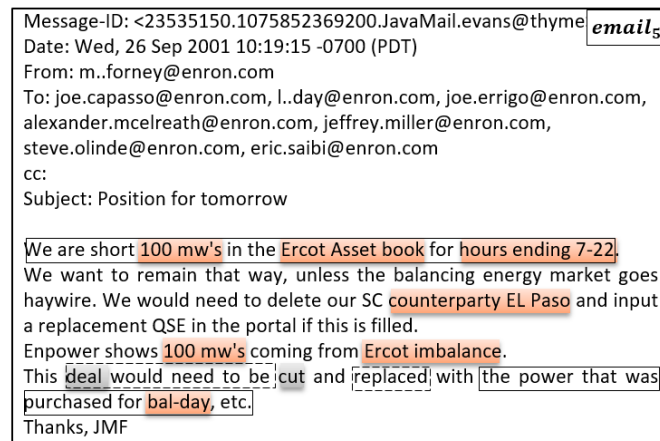 Message-ID: <23535150.1075852369200.JavaMail.evans@thyme email5
Date: Wed, 26 Sep 2001 10:19:15 -0700 (PDT)
From: m..forney@enron.com
To: joe.capasso@enron.com, l..day@enron.com, joe.errigo@enron.com,
alexander.mcelreath@enron.com, jeffrey.miller@enron.com,
steve.olinde@enron.com, eric.saibi@enron.com
cc:
Subject: Position for tomorrow
We are short 100 mw's in the Ercot Asset book for hours ending 7-22.
We want to remain that way, unless the balancing energy market goes
haywire. We would need to delete our SC counterparty EL Paso and input
a replacement QSE in the portal if this is filled.
Enpower shows 100 mw's coming from Ercot imbalance.
This deal would need to be cut and replaced with the power that was
purchased for bal-day, etc.
Thanks, JMF